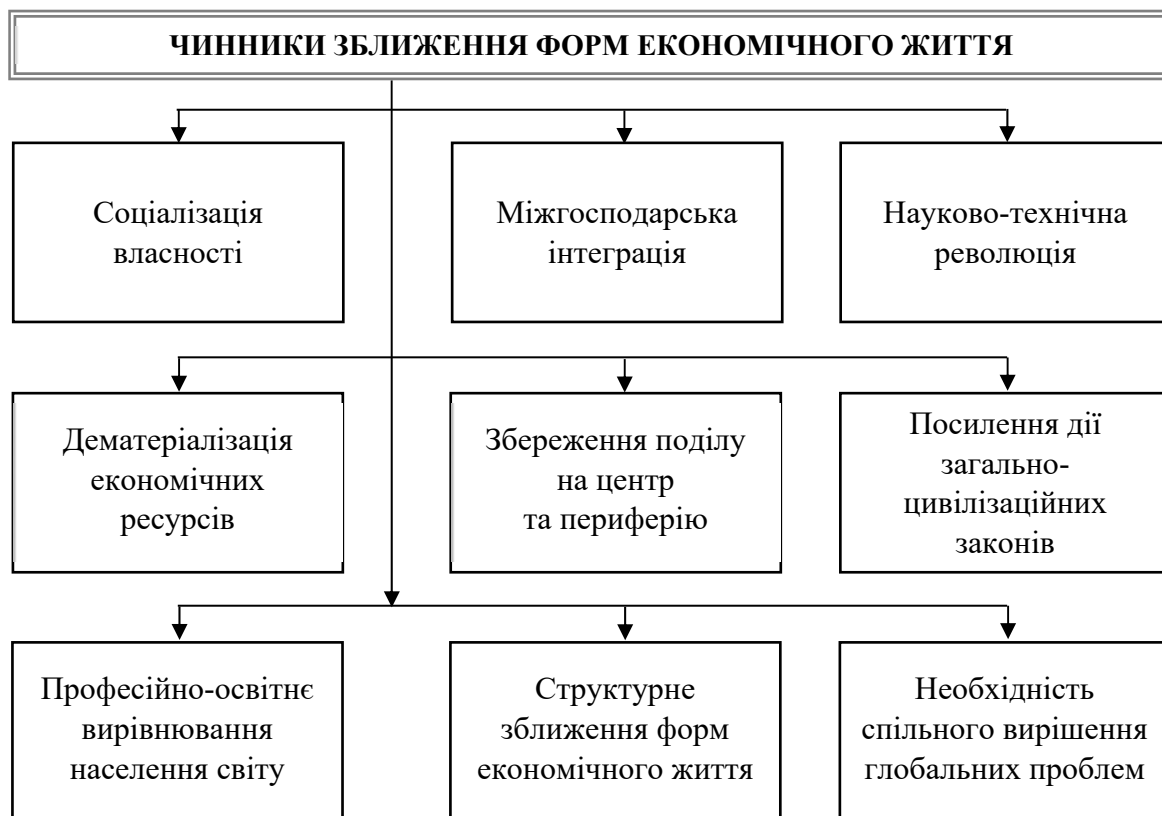 ЧИННИКИ ЗБЛИЖЕННЯ ФОРМ ЕКОНОМІЧНОГО ЖИТТЯ
Соціалізація
власності
Міжгосподарська
інтеграція
Науково-технічна
революція
Дематеріалізація
економічних
ресурсів
Збереження поділу
на центр
та периферію
Посилення дії
загально-
цивілізаційних
законів
Професійно-освітнє
вирівнювання
населення світу
Структурне
зближення форм
економічного життя
Необхідність
спільного вирішення
глобальних проблем